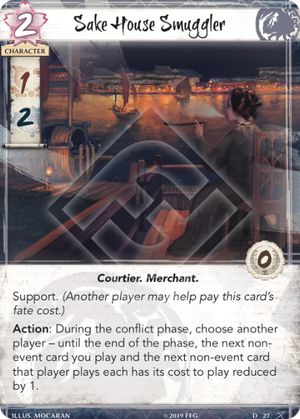 2
Sake House Smuggler
CHARACTER
1
2
0
Courtier. Merchant.
Support. (Another player may help pay this card's
fate cost.)
Action: During the conflict phase, choose another
player – until the end of the phase, the next non-
event card you play and the next non-event card
that player plays each has its cost to play reduced
by 1.
ILLUS. MOCARAN
©2019 FFG
D 27